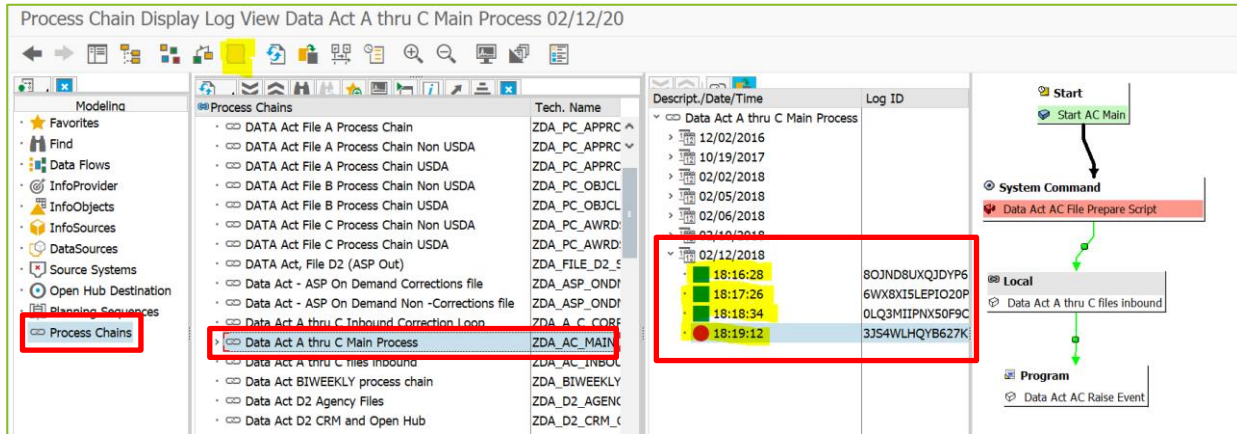 Process Chain Display Log View Data Act A thru C Main Process 02/12/20
Modeling
Favorites
Find
Data Flows
InfoProvider
InfoObjects
InfoSources
DataSources
Source Systems
Open Hub Destination
Planning Sequences
Process Chains
Process Chains Tech. Name
DATA Act File A Process Chain ZDA_PC_APPRC
DATA Act File A Process Chain Non USDA ZDA_PC_APPRC
DATA Act File A Process Chain USDA ZDA_PC_APPRC
DATA Act File B Process Chain Non USDA ZDA_PC_OBJCL
DATA Act File B Process Chain USDA ZDA_PC_OBJCL
DATA Act File C Process Chain Non USDA ZDA_PC_AWRD
DATA Act File C Process Chain USDA ZDA_PC_AWRD
DATA Act, File D2 (ASP Out) ZDA_FILE_D2_S
Data Act - ASP On Demand Corrections file ZDA_ASP_OND
Data Act - ASP On Demand Non -Corrections file ZDA_ASP_OND
Data Act A thru C Inbound Correction Loop ZDA_A_C_CORR
Data Act A thru C Main Process ZDA_AC_MAIN
Data Act A thru C files inbound ZDA_AC_INBOU
Data Act BIWEEKLY process chain ZDA_BIWEEKLY
Data Act D2 Agency Files ZDA_D2_AGENC
Data Act D2 CRM and Open Hub ZDA_D2_CRM_
Descript./Date/Time Log ID
Data Act A thru C Main Process
12/02/2016
10/19/2017
02/02/2018
02/05/2018
02/06/2018
02/12/2018
18:16:28 8OJND8UXQJDYP6
18:17:26 6WX8XI5LEPIO20P
18:18:34 0LQ3MIIPNX50F9C
18:19:12 3JS4WLHQYB627K
Start
Start AC Main
System Command
Data Act AC File Prepare Script
Local
Data Act A thru C files inbound
Program
Data Act AC Raise Event